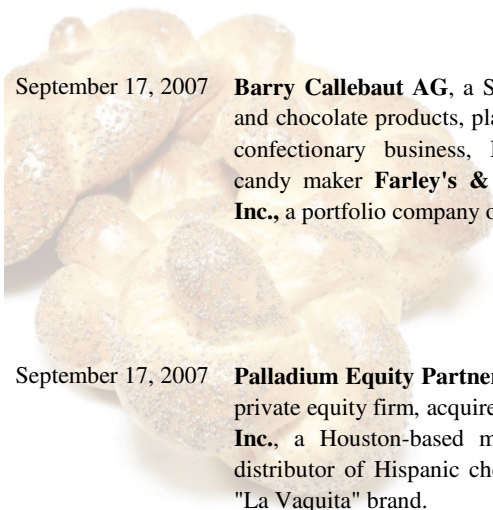 September 17, 2007 Barry Callebaut AG, a S
and chocolate products, pla
confectionary business,
candy maker Farley's &
Inc., a portfolio company o
September 17, 2007 Palladium Equity Partner
private equity firm, acquire
Inc., a Houston-based m
distributor of Hispanic che
"La Vaquita" brand.